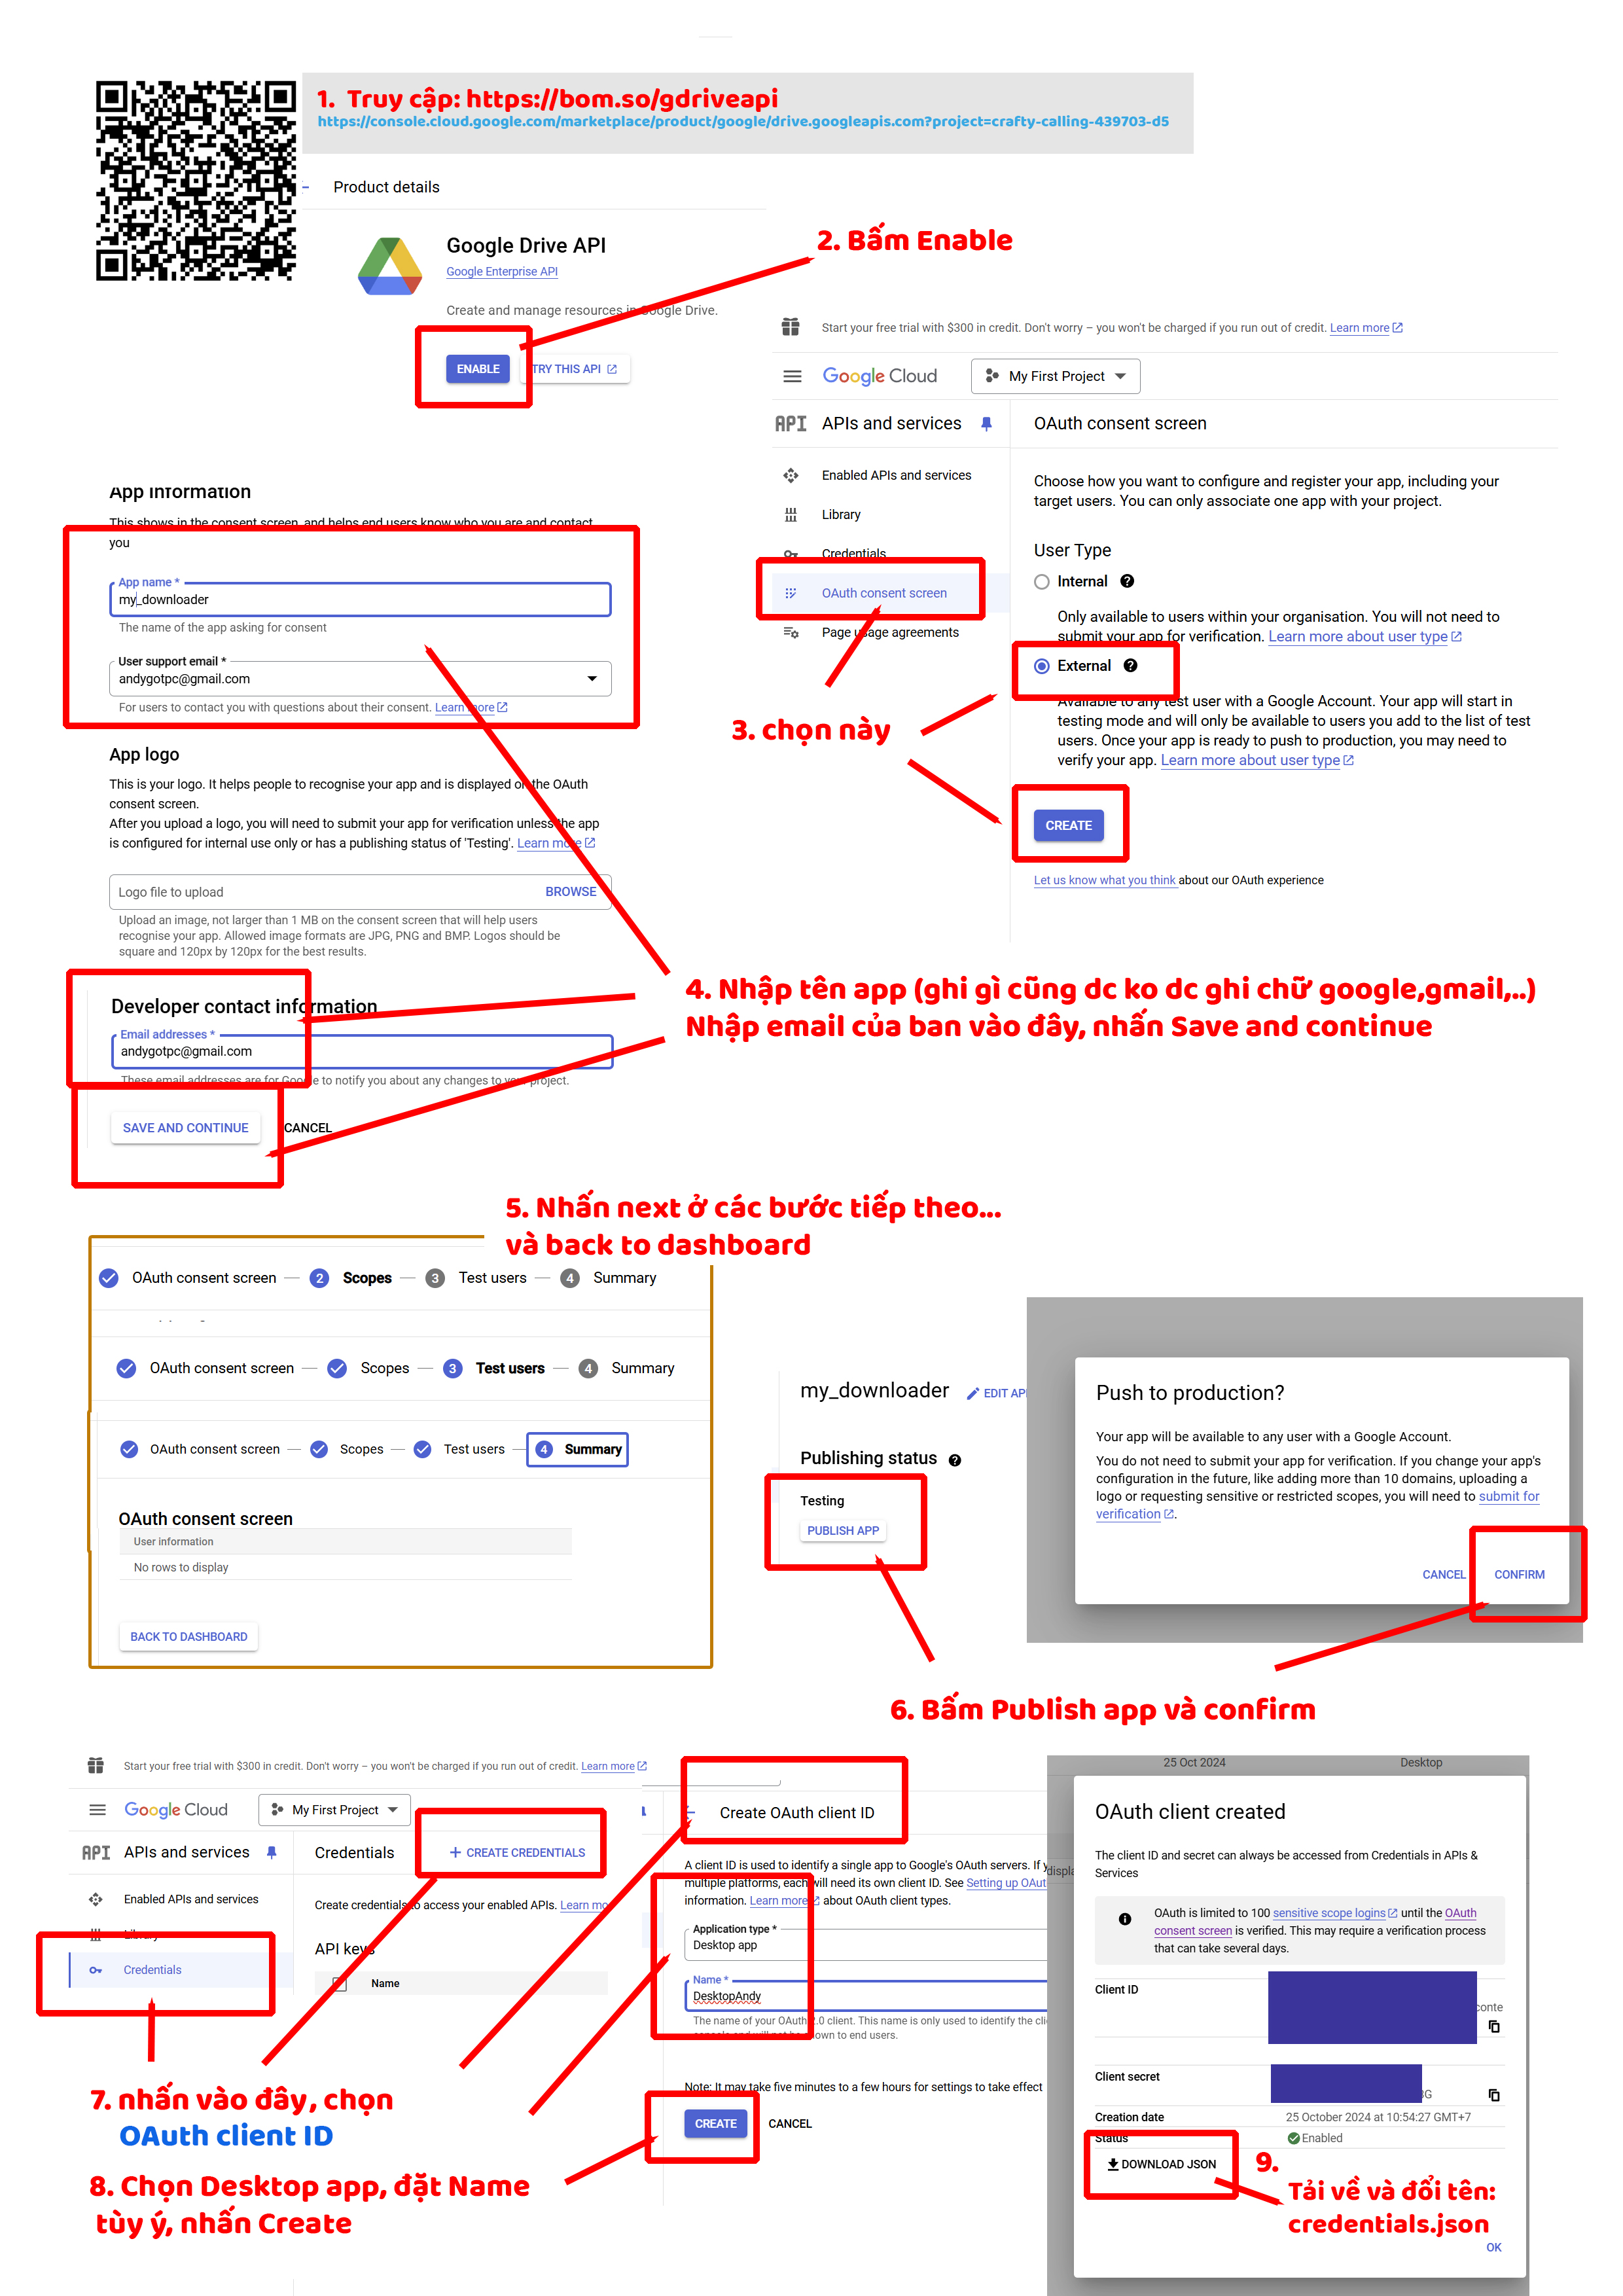 1. Truy cập: https://bom.so/gdriveapi
https://console.cloud.google.com/marketplace/product/google/drive.googleapis.com?project=crafty-calling-439703-d5
Product details
Google Drive API
Google Enterprise API
Create and manage resources in Google Drive.
ENABLE
TRY THIS API
2. Bấm Enable
Start your free trial with $300 in credit. Don't worry – you won't be charged if you run out of credit. Learn more
Google Cloud
My First Project
API APIs and services
OAuth consent screen
Enabled APIs and services
Library
Credentials
OAuth consent screen
Page usage agreements
Choose how you want to configure and register your app, including your
target users. You can only associate one app with your project.
User Type
Internal
Only available to users within your organisation. You will not need to
submit your app for verification. Learn more about user type
External
Available to any test user with a Google Account. Your app will start in
testing mode and will only be available to users you add to the list of test
users. Once your app is ready to push to production, you may need to
verify your app. Learn more about user type
3. chọn này
CREATE
Let us know what you think about our OAuth experience
App information
This shows in the consent screen, and helps end users know who you are and contact
you
App name *
my_downloader
The name of the app asking for consent
User support email *
andygotpc@gmail.com
For users to contact you with questions about their consent. Learn more
App logo
This is your logo. It helps people to recognise your app and is displayed on the OAuth
consent screen.
After you upload a logo, you will need to submit your app for verification unless the app
is configured for internal use only or has a publishing status of 'Testing'. Learn more
Logo file to upload
BROWSE
Upload an image, not larger than 1 MB on the consent screen that will help users
recognise your app. Allowed image formats are JPG, PNG and BMP. Logos should be
square and 120px by 120px for the best results.
Developer contact information
Email addresses *
andygotpc@gmail.com
These email addresses are for Google to notify you about any changes to your project.
SAVE AND CONTINUE
CANCEL
4. Nhập tên app (ghi gì cũng dc ko dc ghi chữ google,gmail,..)
Nhập email của ban vào đây, nhấn Save and continue
5. Nhấn next ở các bước tiếp theo...
và back to dashboard
OAuth consent screen — 2 Scopes — 3 Test users — 4 Summary
OAuth consent screen — Scopes — 3 Test users — 4 Summary
OAuth consent screen — Scopes — Test users — 4 Summary
OAuth consent screen
User information
No rows to display
BACK TO DASHBOARD
my_downloader
EDIT AP
Publishing status
Testing
PUBLISH APP
Push to production?
Your app will be available to any user with a Google Account.
You do not need to submit your app for verification. If you change your app's
configuration in the future, like adding more than 10 domains, uploading a
logo or requesting sensitive or restricted scopes, you will need to submit for
verification.
CANCEL
CONFIRM
6. Bấm Publish app và confirm
Start your free trial with $300 in credit. Don't worry – you won't be charged if you run out of credit. Learn more
Google Cloud
My First Project
API APIs and services
Credentials
+ CREATE CREDENTIALS
Enabled APIs and services
Library
Credentials
Create credentials to access your enabled APIs. Learn mo
API keys
Name
7. nhấn vào đây, chọn
OAuth client ID
8. Chọn Desktop app, đặt Name
tùy ý, nhấn Create
Create OAuth client ID
A client ID is used to identify a single app to Google's OAuth servers. If y
multiple platforms, each will need its own client ID. See Setting up OAut
information. Learn more about OAuth client types.
Application type *
Desktop app
Name *
DesktopAndy
The name of your OAuth 2.0 client. This name is only used to identify the clie
console and will not be shown to end users.
Note: It may take five minutes to a few hours for settings to take effect
CREATE
CANCEL
25 Oct 2024
Desktop
displa
OAuth client created
The client ID and secret can always be accessed from Credentials in APIs &
Services
OAuth is limited to 100 sensitive scope logins until the OAuth
consent screen is verified. This may require a verification process
that can take several days.
Client ID
conte
Client secret
Creation date
25 October 2024 at 10:54:27 GMT+7
Status
Enabled
DOWNLOAD JSON
9.
Tải về và đổi tên:
credentials.json
OK